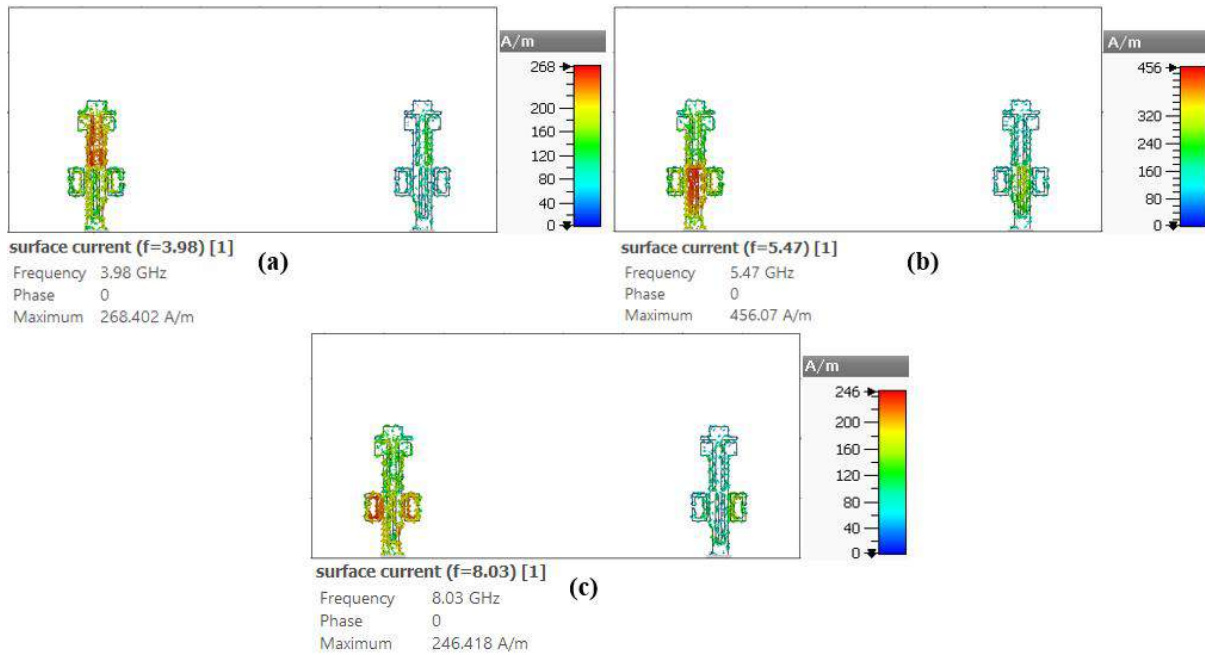 A/m
268
200
160
120
80
40
0
surface current (f=3.98) [1]
Frequency 3.98 GHz
Phase 0
Maximum 268.402 A/m
(a)
A/m
456
400
320
240
160
80
0
surface current (f=5.47) [1]
Frequency 5.47 GHz
Phase 0
Maximum 456.07 A/m
(b)
A/m
246
200
160
120
80
40
0
surface current (f=8.03) [1]
Frequency 8.03 GHz
Phase 0
Maximum 246.418 A/m
(c)